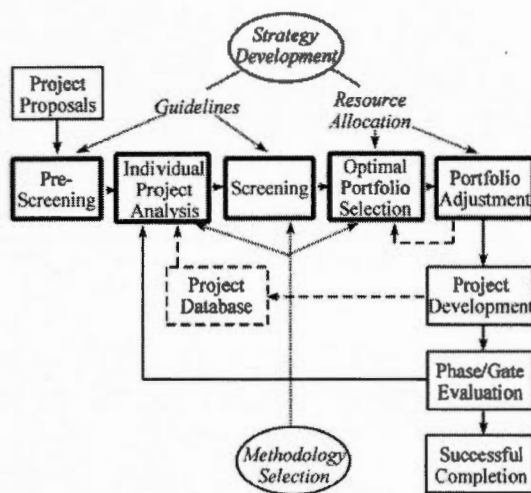 Strategy
Development
Project
Proposals
Guidelines
Resource
Allocation
Pre-
Screening
Individual
Project
Analysis
Screening
Optimal
Portfolio
Selection
Portfolio
Adjustment
Project
Database
Project
Development
Phase/Gate
Evaluation
Methodology
Selection
Successful
Completion